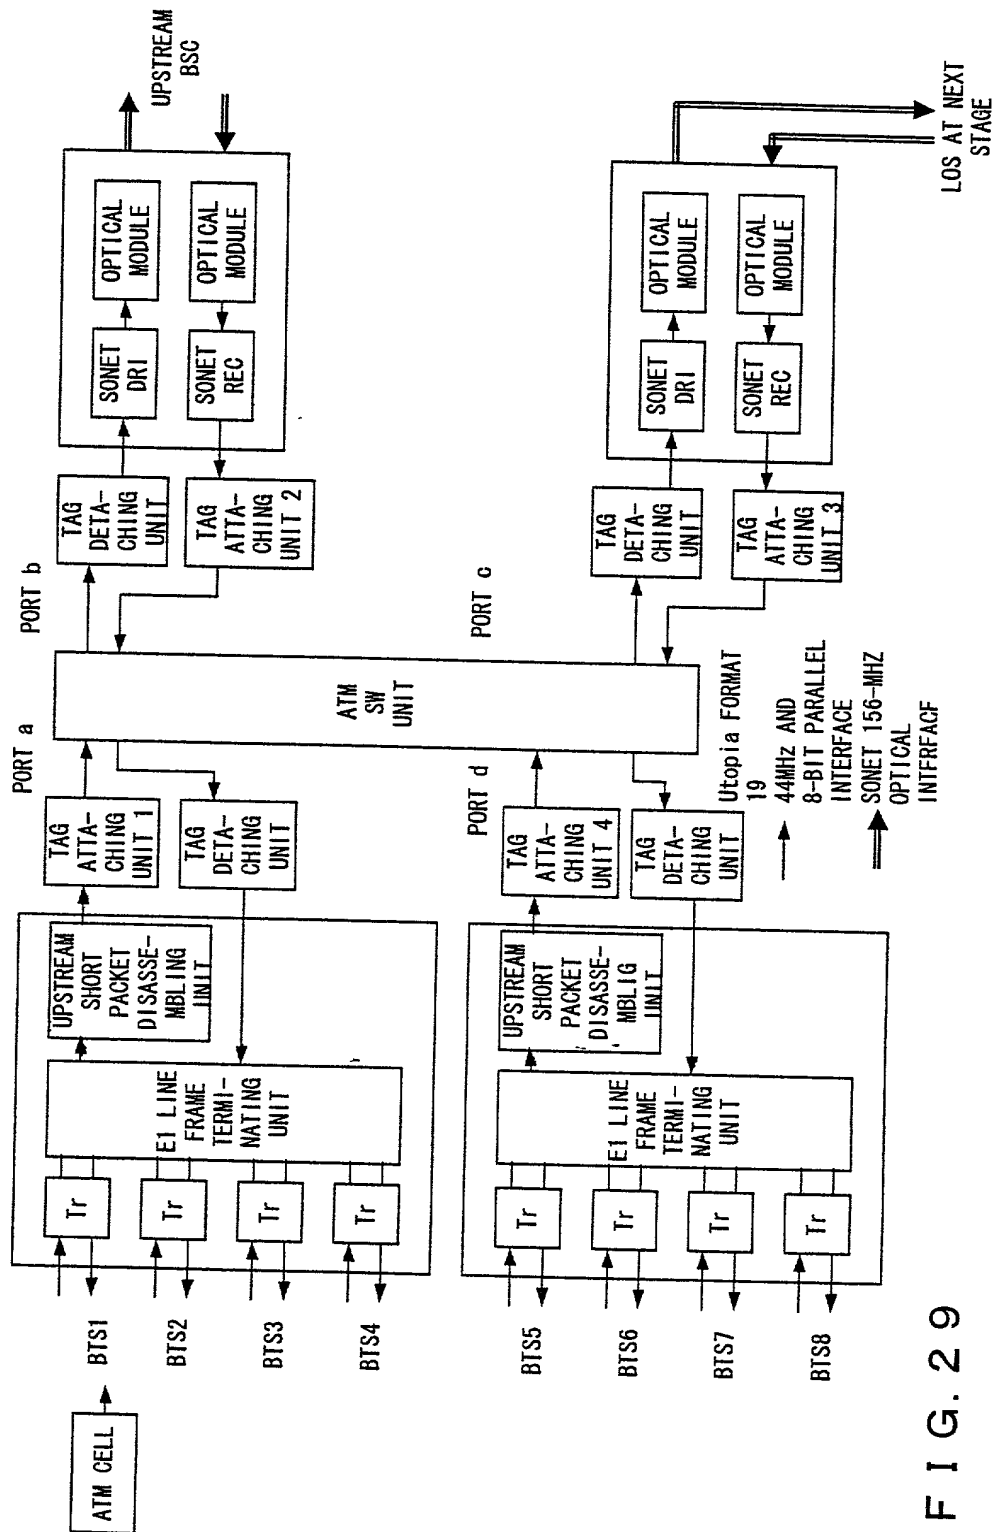 ATM CELL
BTS1
BTS2
BTS3
BTS4
Tr
Tr
Tr
Tr
E1 LINE
FRAME
TERMI-
NATING
UNIT
UPSTREAM
SHORT
PACKET
DISASSE-
MBLING
UNIT
TAG
ATTA-
CHING
UNIT 1
TAG
DETA-
CHING
UNIT
PORT a
ATM
SW
UNIT
PORT b
TAG
DETA-
CHING
UNIT
TAG
ATTA-
CHING
UNIT 2
SONET
DRI
OPTICAL
MODULE
SONET
REC
OPTICAL
MODULE
UPSTREAM
BSC
BTS5
BTS6
BTS7
BTS8
Tr
Tr
Tr
Tr
E1 LINE
FRAME
TERMI-
NATING
UNIT
UPSTREAM
SHORT
PACKET
DISASSE-
MBLIG
UNIT
PORT d
TAG
ATTA-
CHING
UNIT 4
TAG
DETA-
CHING
UNIT
PORT c
TAG
DETA-
CHING
UNIT
TAG
ATTA-
CHING
UNIT 3
SONET
DRI
OPTICAL
MODULE
SONET
REC
OPTICAL
MODULE
LOS AT NEXT
STAGE
Utopia FORMAT
19
44MHz AND
8-BIT PARALLEL
INTERFACE
SONET 156-MHZ
OPTICAL
INTFRACF
FIG. 29